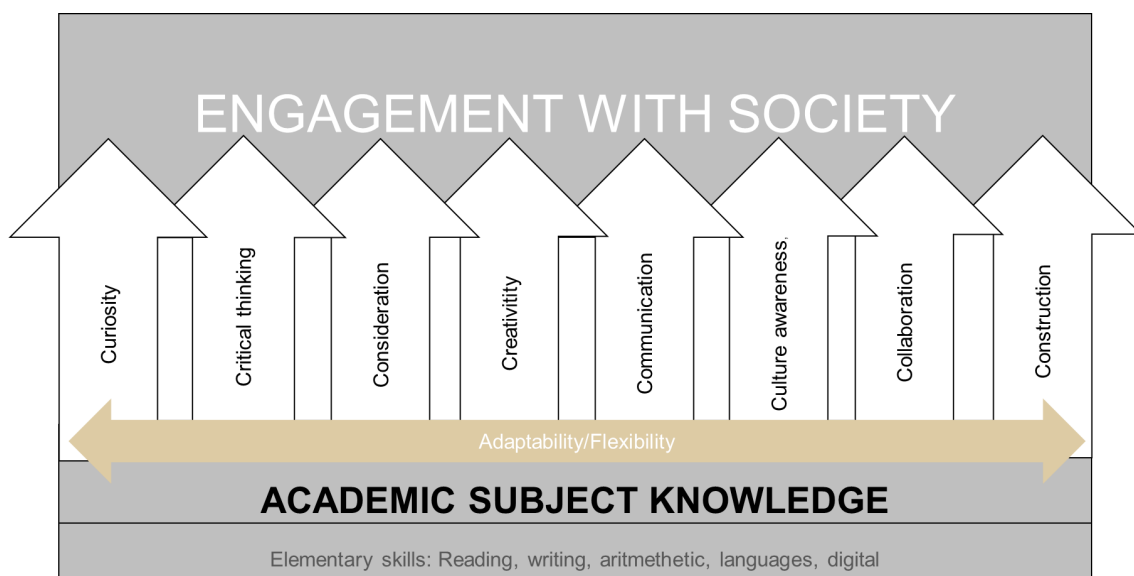 ENGAGEMENT WITH SOCIETY
Curiosity
Critical thinking
Consideration
Creativitity
Communication
Culture awareness.
Collaboration
Construction
Adaptability/Flexibility
ACADEMIC SUBJECT KNOWLEDGE
Elementary skills: Reading, writing, aritmethetic, languages, digital